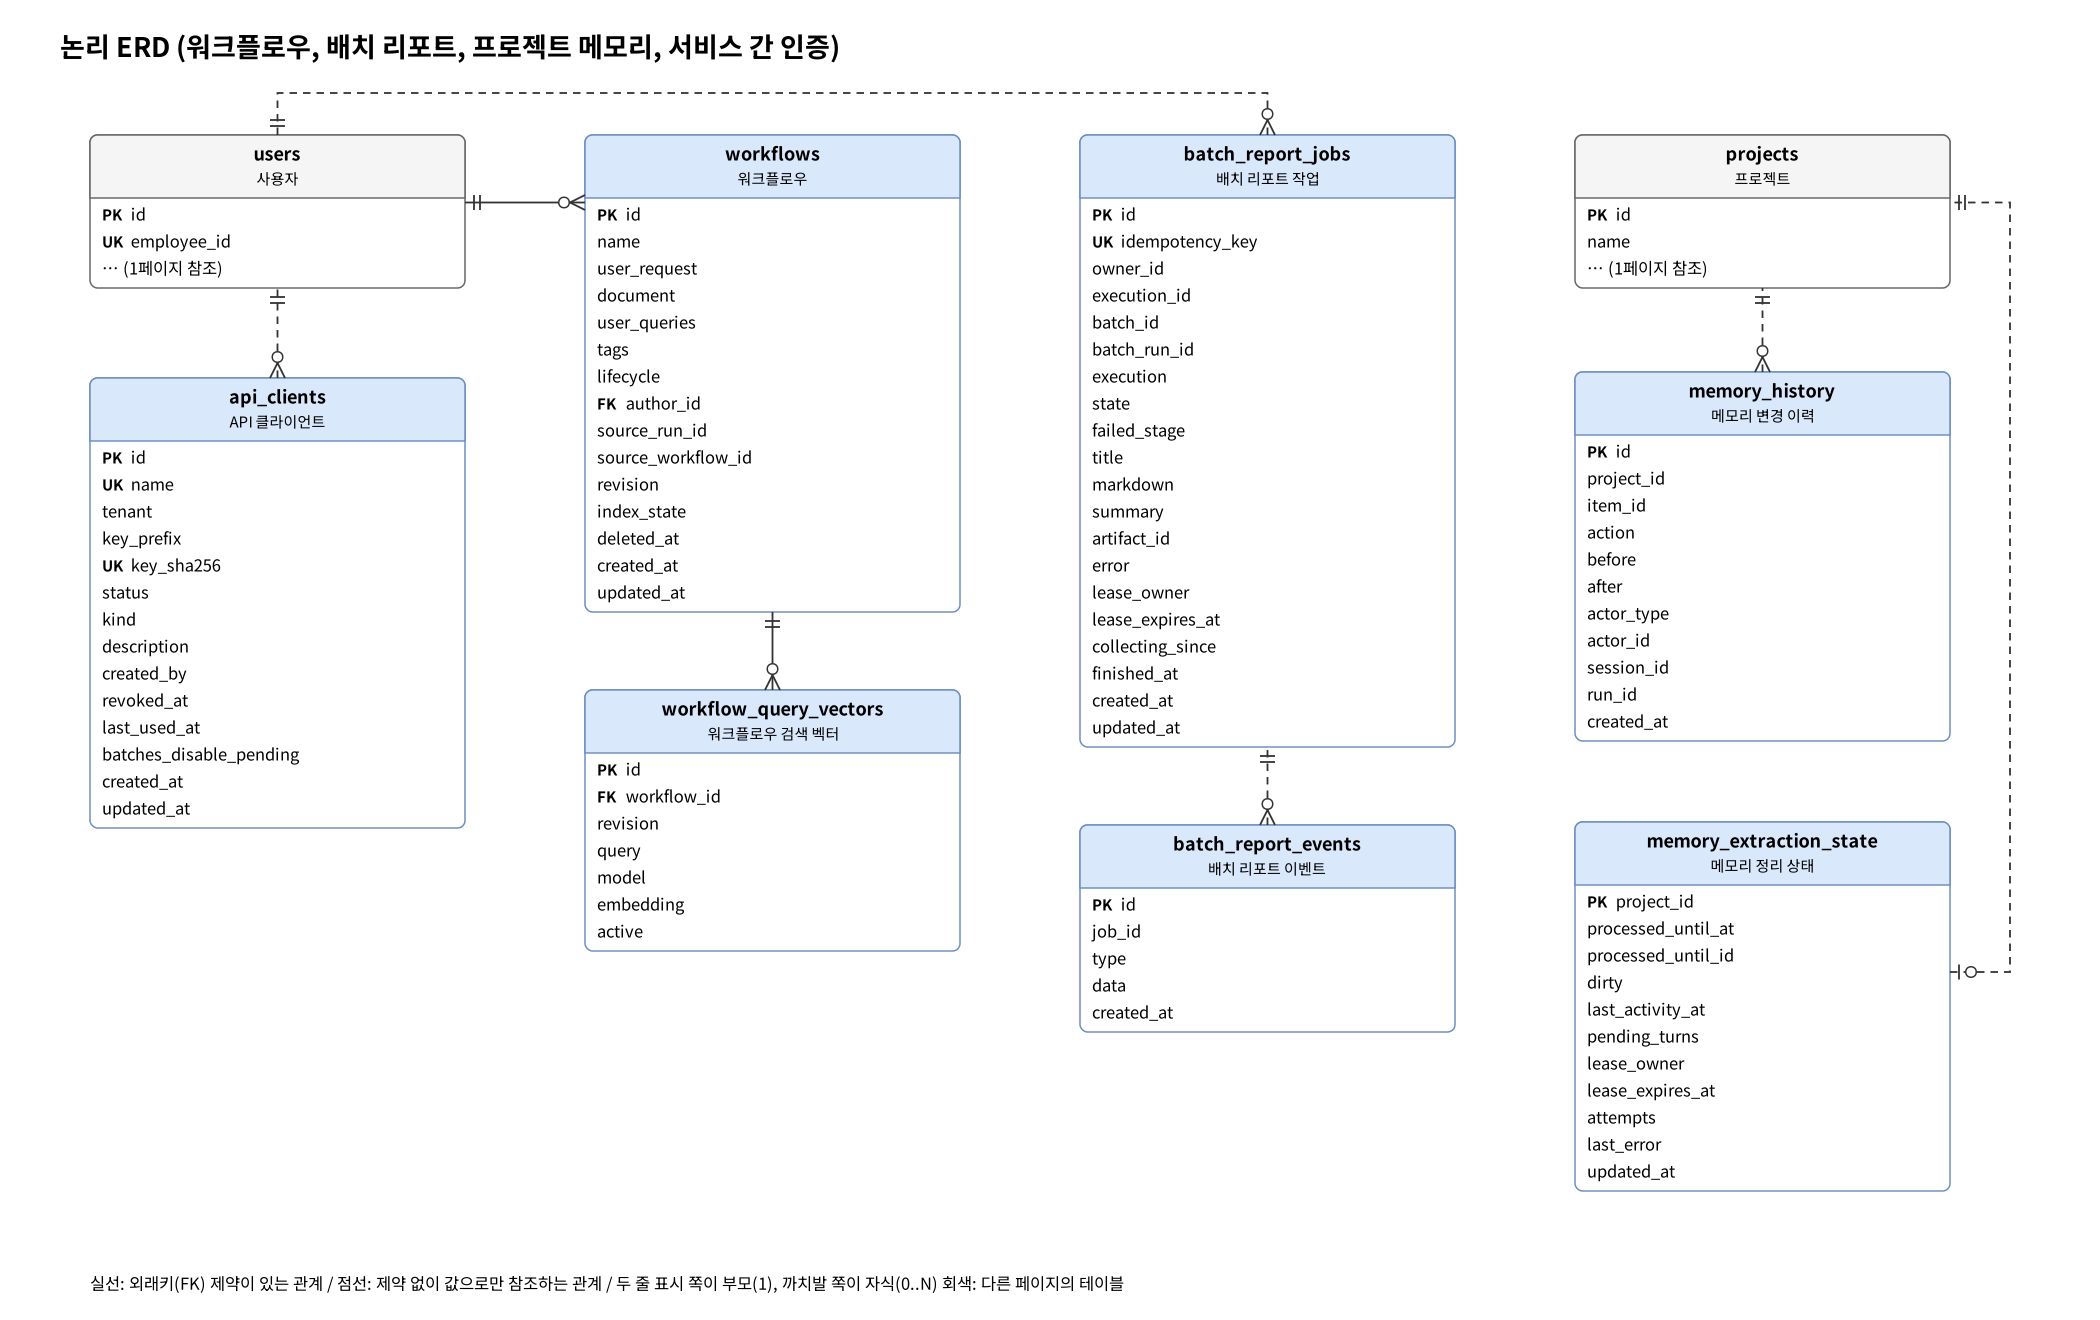 논리 ERD (워크플로우, 배치 리포트, 프로젝트 메모리, 서비스 간 인증)
users
사용자
PK id
UK employee_id
⋯ (1페이지 참조)
api_clients
API 클라이언트
PK id
UK name
tenant
key_prefix
UK key_sha256
status
kind
description
created_by
revoked_at
last_used_at
batches_disable_pending
created_at
updated_at
workflows
워크플로우
PK id
name
user_request
document
user_queries
tags
lifecycle
FK author_id
source_run_id
source_workflow_id
revision
index_state
deleted_at
created_at
updated_at
workflow_query_vectors
워크플로우 검색 벡터
PK id
FK workflow_id
revision
query
model
embedding
active
batch_report_jobs
배치 리포트 작업
PK id
UK idempotency_key
owner_id
execution_id
batch_id
batch_run_id
execution
state
failed_stage
title
markdown
summary
artifact_id
error
lease_owner
lease_expires_at
collecting_since
finished_at
created_at
updated_at
batch_report_events
배치 리포트 이벤트
PK id
job_id
type
data
created_at
projects
프로젝트
PK id
name
⋯ (1페이지 참조)
memory_history
메모리 변경 이력
PK id
project_id
item_id
action
before
after
actor_type
actor_id
session_id
run_id
created_at
memory_extraction_state
메모리 정리 상태
PK project_id
processed_until_at
processed_until_id
dirty
last_activity_at
pending_turns
lease_owner
lease_expires_at
attempts
last_error
updated_at
실선: 외래키(FK) 제약이 있는 관계 / 점선: 제약 없이 값으로만 참조하는 관계 / 두 줄 표시 쪽이 부모(1), 까치발 쪽이 자식(0..N) 회색: 다른 페이지의 테이블